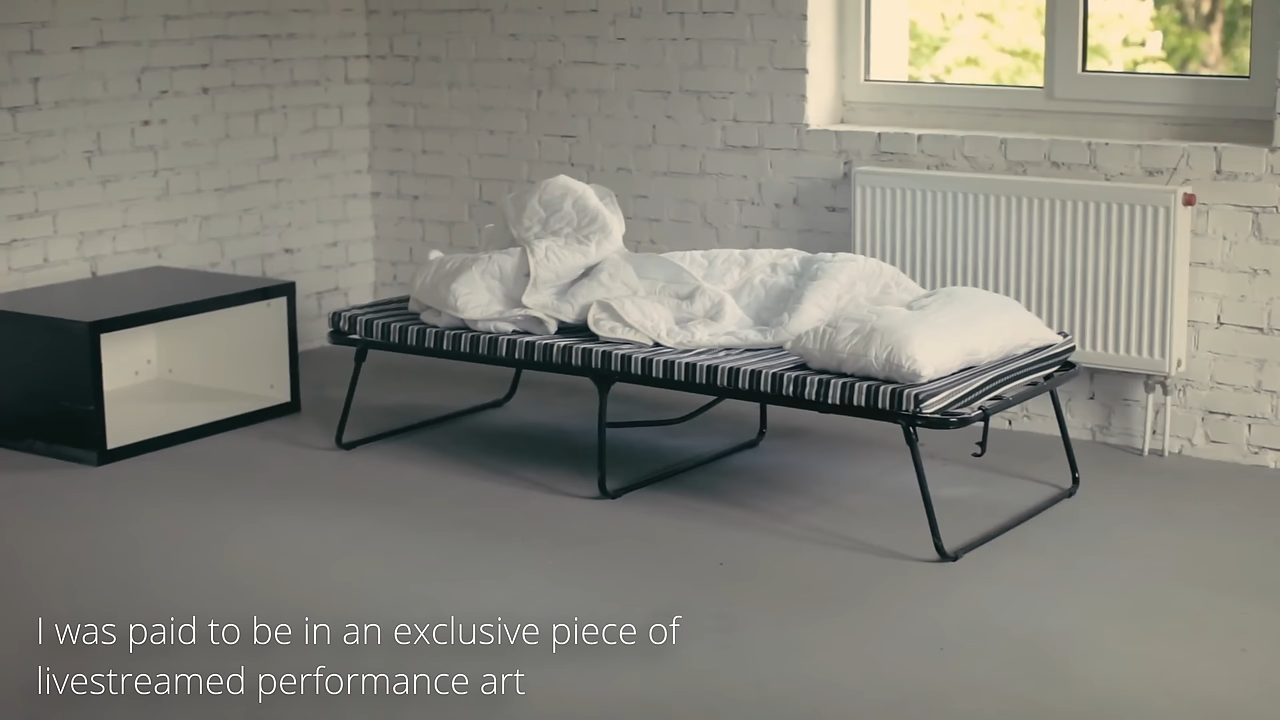 I was paid to be in an exclusive piece of
livestreamed performance art